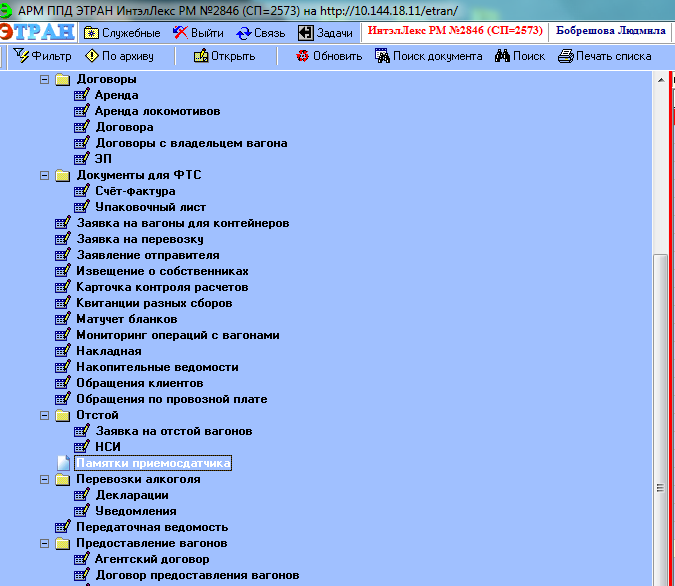 Э АРМ ППД ЭТРАН ИнтэлЛекс РМ №2846 (СП=2573) на http://10.144.18.11/etran/
ЭТРАН Служебные Выйти Связь Задачи ИнтэлЛекс РМ №2846 (СП=2573) Бобрешова Людмила
Фильтр По архиву Открыть Обновить Поиск документа Поиск Печать списка
Договоры
Аренда
Аренда локомотивов
Договора
Договоры с владельцем вагона
ЭП
Документы для ФТС
Счёт-фактура
Упаковочный лист
Заявка на вагоны для контейнеров
Заявка на перевозку
Заявление отправителя
Извещение о собственниках
Карточка контроля расчетов
Квитанции разных сборов
Матучет бланков
Мониторинг операций с вагонами
Накладная
Накопительные ведомости
Обращения клиентов
Обращения по провозной плате
Отстой
Заявка на отстой вагонов
НСИ
Памятки приемосдатчика
Перевозки алкоголя
Декларации
Уведомления
Передаточная ведомость
Предоставление вагонов
Агентский договор
Договор предоставления вагонов